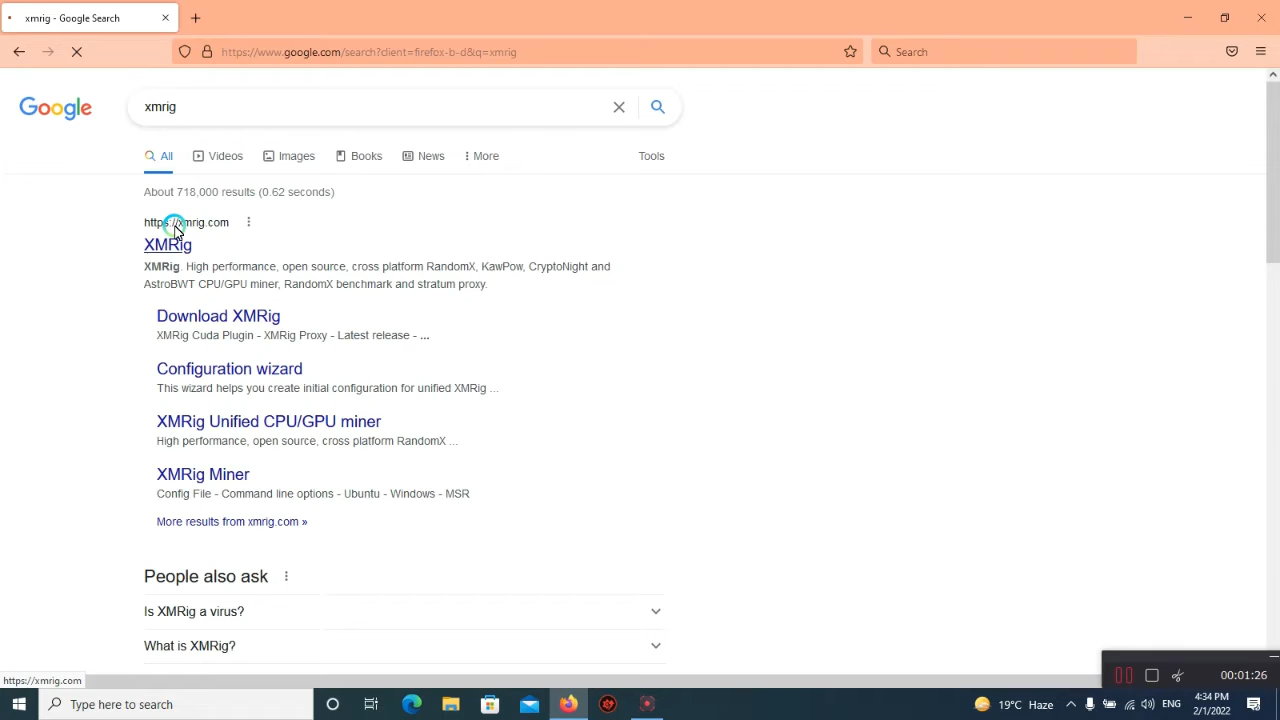 xmrig - Google Search
https://www.google.com/search?client=firefox-b-d&q=xmrig
Search
Google
xmrig
All
Videos
Images
Books
News
More
Tools
About 718,000 results (0.62 seconds)
https://xmrig.com
XMRig
XMRig. High performance, open source, cross platform RandomX, KawPow, CryptoNight and
AstroBWT CPU/GPU miner, RandomX benchmark and stratum proxy.
Download XMRig
XMRig Cuda Plugin - XMRig Proxy - Latest release - ...
Configuration wizard
This wizard helps you create initial configuration for unified XMRig ...
XMRig Unified CPU/GPU miner
High performance, open source, cross platform RandomX ...
XMRig Miner
Config File - Command line options - Ubuntu - Windows - MSR
More results from xmrig.com »
People also ask
Is XMRig a virus?
What is XMRig?
https://xmrig.com
00:01:26
Type here to search
19°C Haze
ENG
4:34 PM
2/1/2022